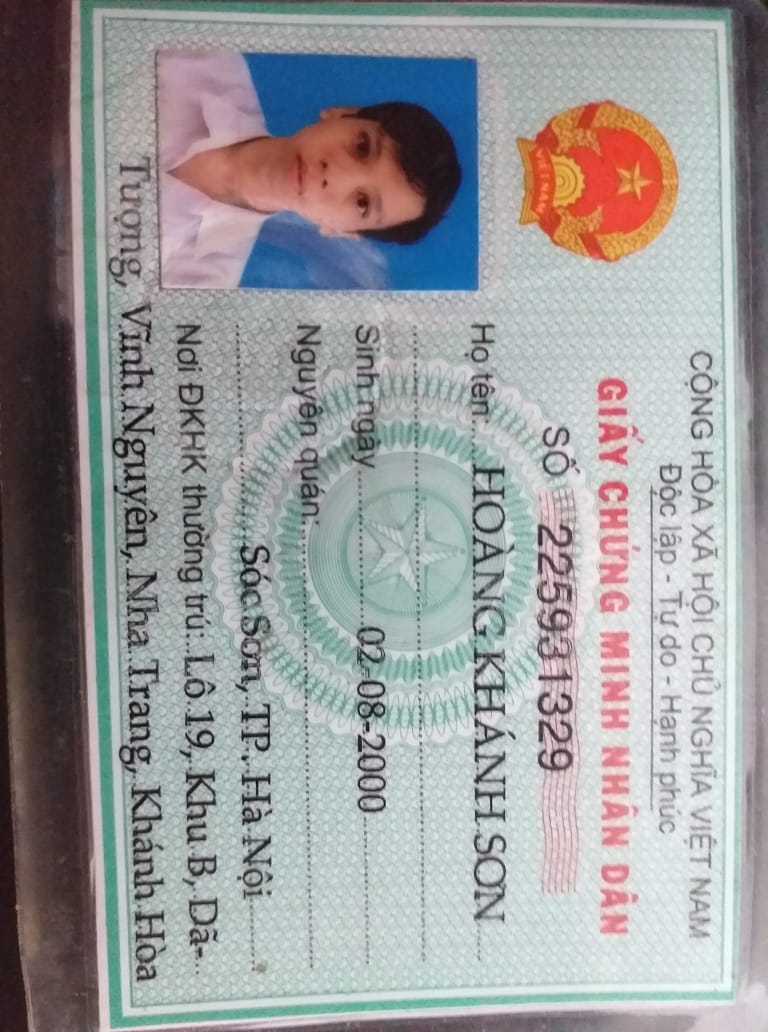 CỘNG HÒA XÃ HỘI CHỦ NGHĨA VIỆT NAM
Độc lập - Tự do - Hạnh phúc
GIẤY CHỨNG MINH NHÂN DÂN
SỐ 225931329
VIỆT NAM
Họ tên: HOÀNG KHÁNH SƠN
Sinh ngày 02-08-2000
Nguyên quán:
Sóc Sơn, TP. Hà Nội
Nơi ĐKHK thường trú: Lô 19, Khu B, Dã-
Tượng, Vĩnh Nguyên, Nha Trang, Khánh Hòa